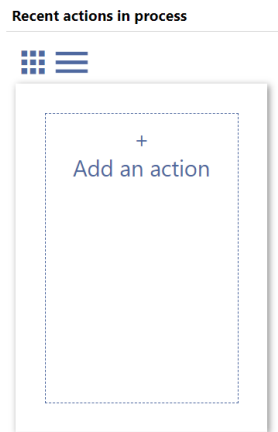 Recent actions in process
+
Add an action